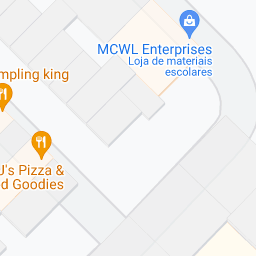 MCWL Enterprises
Loja de materiais
escolares
mpling king
J's Pizza &
d Goodies